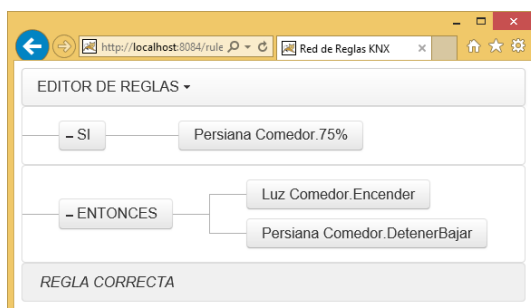 http://localhost:8084/rule
Red de Reglas KNX
EDITOR DE REGLAS
– SI
Persiana Comedor.75%
– ENTONCES
Luz Comedor.Encender
Persiana Comedor.DetenerBajar
REGLA CORRECTA